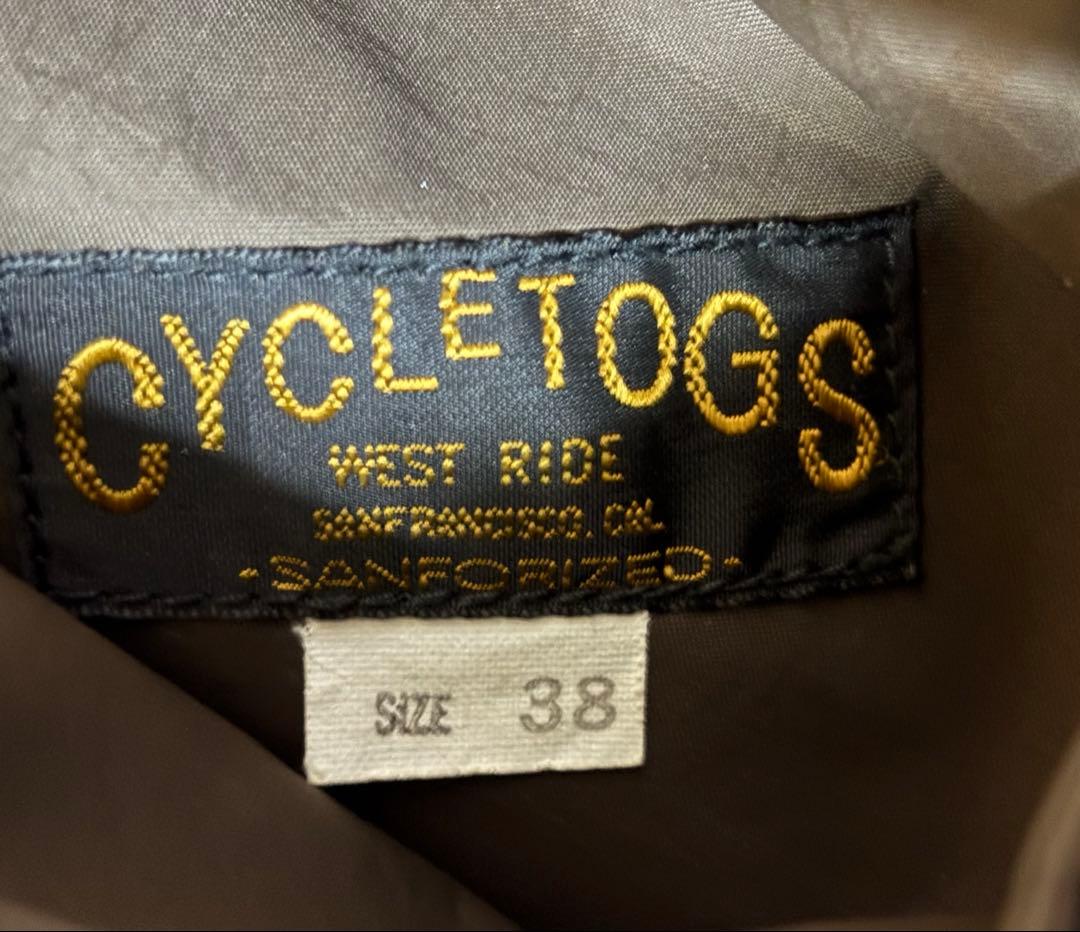 CYCLETOGS
WEST RIDE
SANFRANCISCO, CAL
·SANFORIZED·
SIZE 38